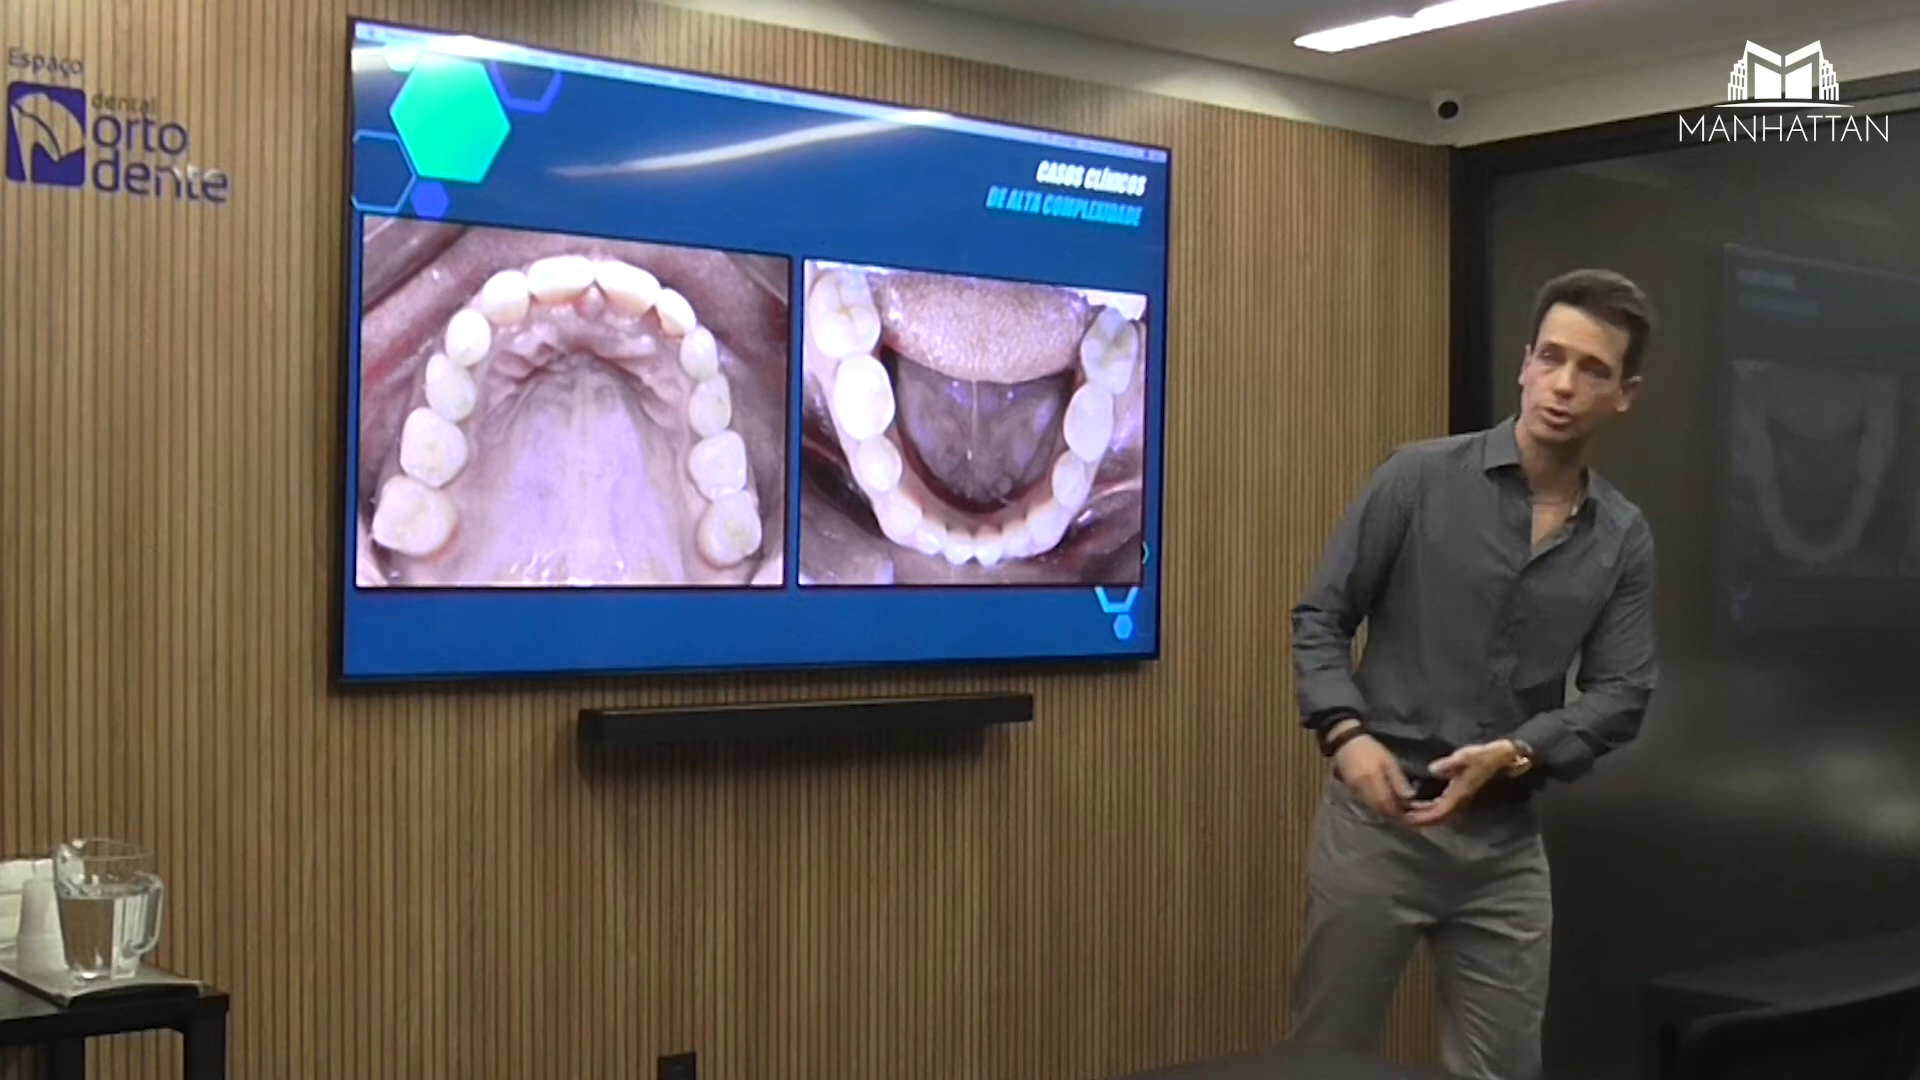 Espaço
dental
orto
dente
CASOS CLÍNICOS
DE ALTA COMPLEXIDADE
MANHATTAN